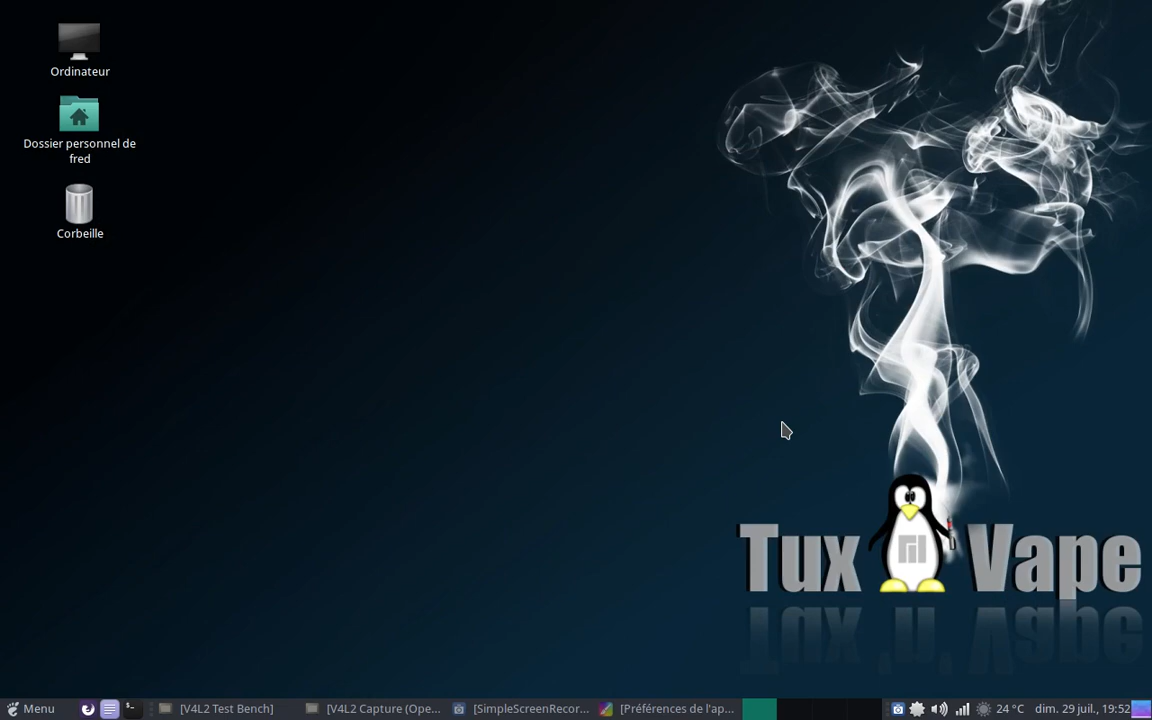 Ordinateur
Dossier personnel de
fred
Corbeille
Tux Vape
Menu
[V4L2 Test Bench]
[V4L2 Capture (Ope...
[SimpleScreenRecor...
[Préférences de l'ap...
24 °C
dim. 29 juil., 19:52